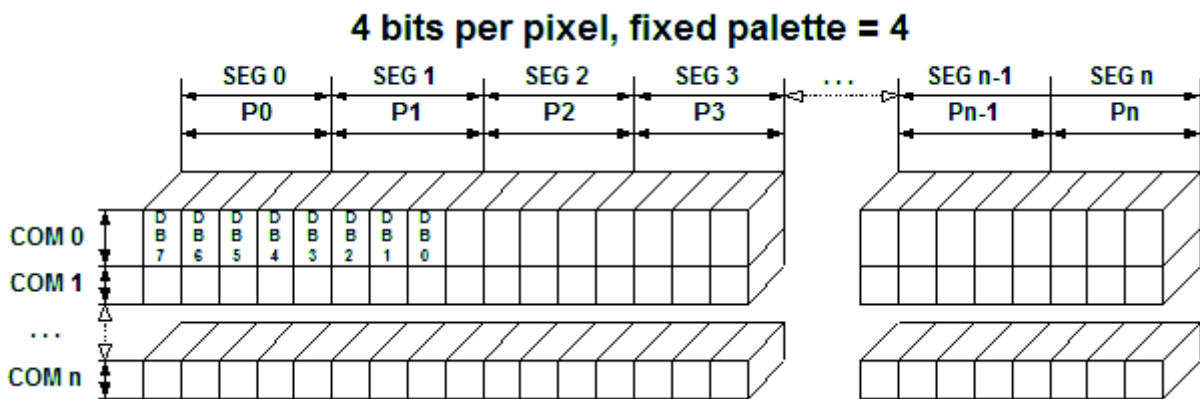 4 bits per pixel, fixed palette = 4
SEG 0 SEG 1 SEG 2 SEG 3 ... SEG n-1 SEG n
P0 P1 P2 P3 Pn-1 Pn
COM 0 DB7 DB6 DB5 DB4 DB3 DB2 DB1 DB0
COM 1
...
COM n